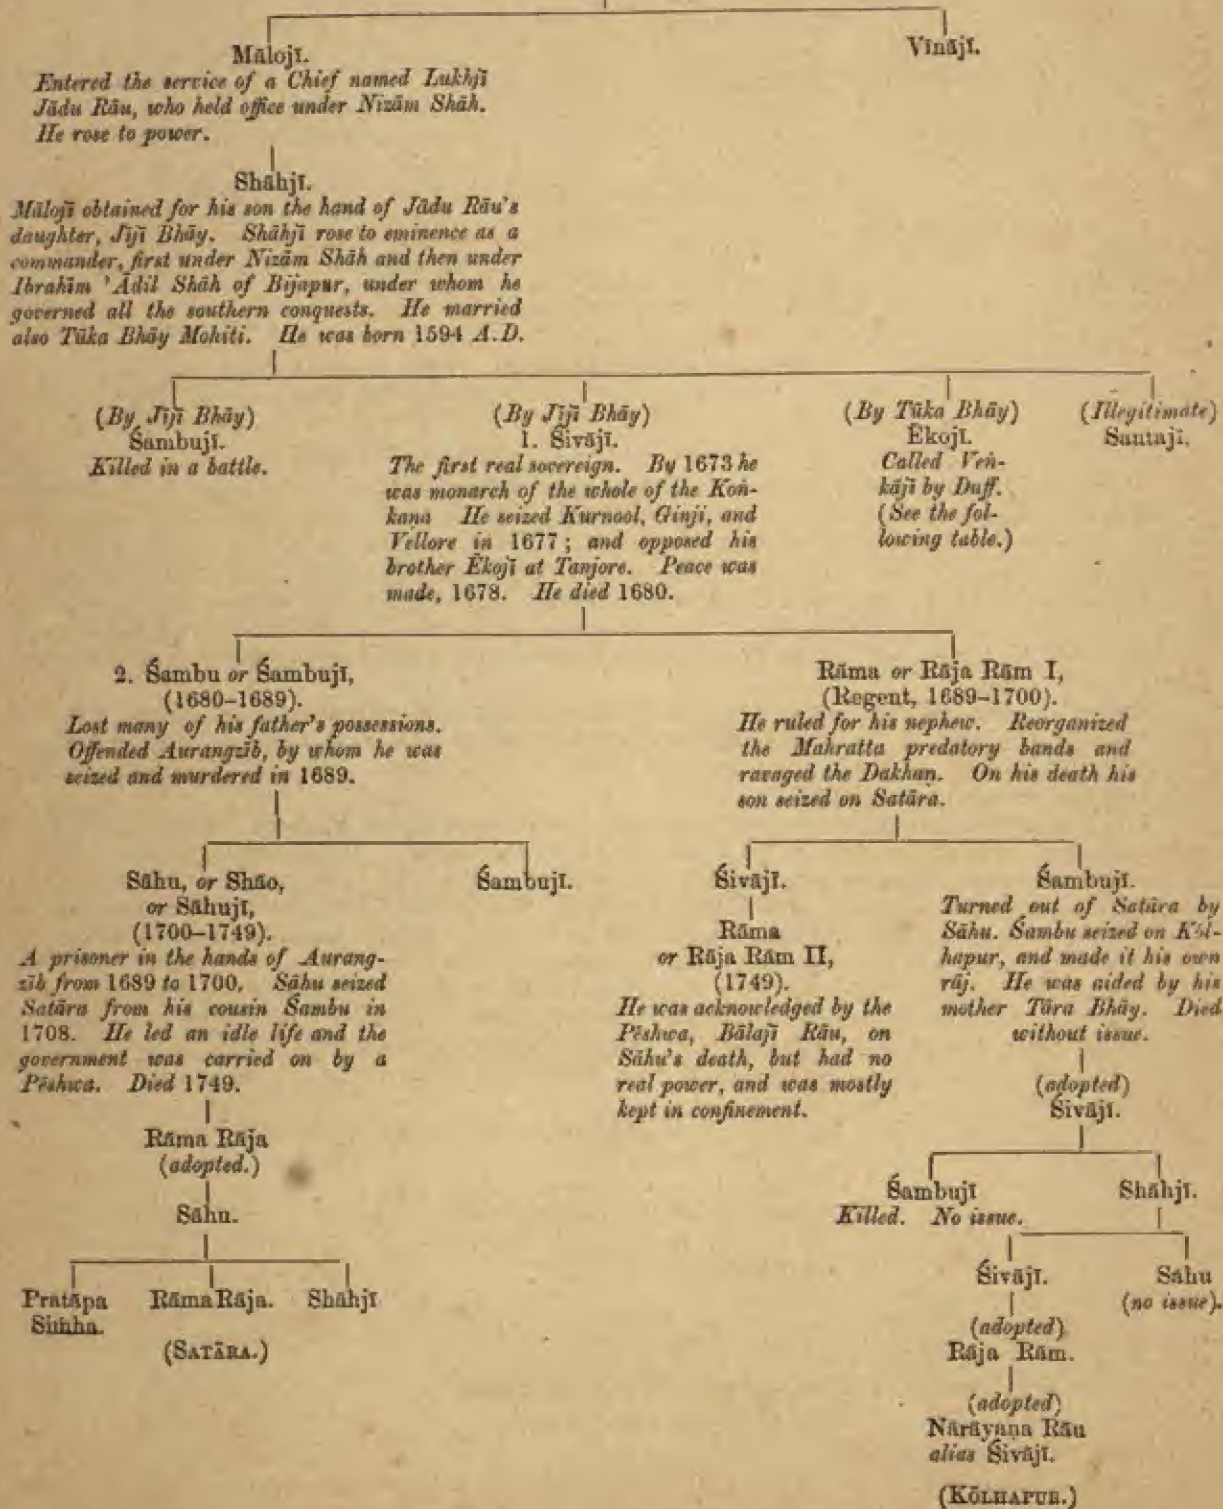 Mālojī.
Entered the service of a Chief named Lukhjī
Jādu Rāu, who held office under Nizām Shāh.
He rose to power.
Vīnājī.
Shāhjī.
Mālojī obtained for his son the hand of Jādu Rāu's
daughter, Jījī Bhāy. Shāhjī rose to eminence as a
commander, first under Nizām Shāh and then under
Ibrahīm 'Ādil Shāh of Bijapur, under whom he
governed all the southern conquests. He married
also Tūka Bhāy Mohiti. He was born 1594 A.D.
(By Jījī Bhāy)
Śambujī.
Killed in a battle.
(By Jījī Bhāy)
1. Śivājī.
The first real sovereign. By 1673 he
was monarch of the whole of the Koṅ-
kaṇa He seized Kurnool, Ginji, and
Vellore in 1677; and opposed his
brother Ēkojī at Tanjore. Peace was
made, 1678. He died 1680.
(By Tūka Bhāy)
Ēkojī.
Called Veṅ-
kājī by Duff.
(See the fol-
lowing table.)
(Illegitimate)
Santajī.
2. Śambu or Śambujī,
(1680–1689).
Lost many of his father's possessions.
Offended Aurangzīb, by whom he was
seized and murdered in 1689.
Rāma or Rāja Rām I,
(Regent, 1689–1700).
He ruled for his nephew. Reorganized
the Mahratta predatory bands and
ravaged the Dakhaṇ. On his death his
son seized on Satāra.
Sāhu, or Shāo,
or Sāhujī,
(1700–1749).
A prisoner in the hands of Aurang-
zīb from 1689 to 1700. Sāhu seized
Satāra from his cousin Śambu in
1708. He led an idle life and the
government was carried on by a
Pēshwa. Died 1749.
Śambujī.
Śivājī.
Rāma
or Rāja Rām II,
(1749).
He was acknowledged by the
Pēshwa, Bālajī Rāu, on
Sāhu's death, but had no
real power, and was mostly
kept in confinement.
Śambujī.
Turned out of Satāra by
Sāhu. Śambu seized on Kōl-
hapur, and made it his own
rāj. He was aided by his
mother Tāra Bhāy. Died
without issue.
(adopted)
Śivājī.
Rāma Rāja
(adopted.)
Sāhu.
Śambujī
Killed. No issue.
Shāhjī.
Pratāpa
Siṁha.
Rāma Rāja.
Shāhjī
(SATĀRA.)
Śivājī.
Sāhu
(no issue).
(adopted)
Rāja Rām.
(adopted)
Nārāyaṇa Rāu
alias Śivājī.
(KŌLHAPUR.)